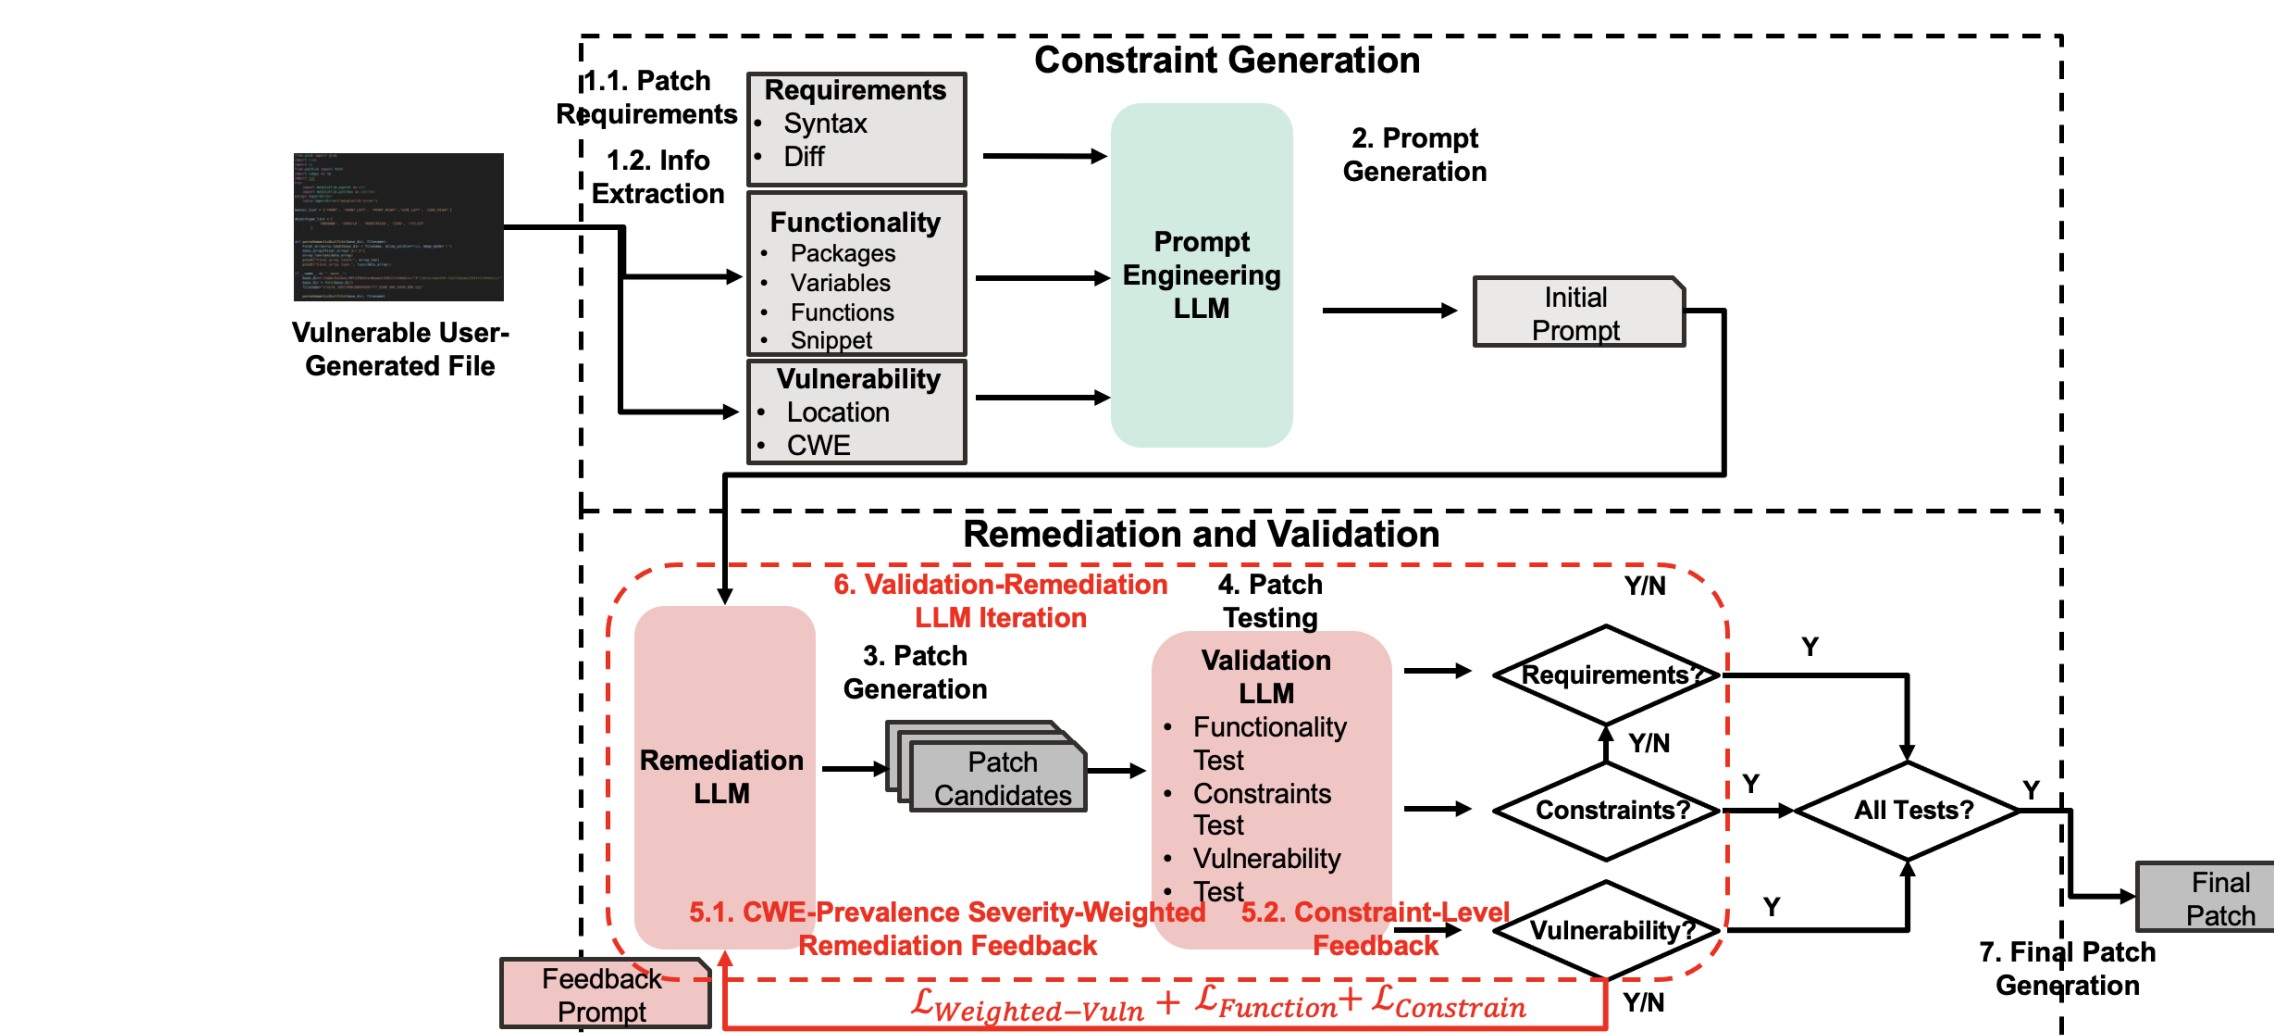 Constraint Generation
1.1. Patch
Requirements
1.2. Info
Extraction
Vulnerable User-
Generated File
Requirements
• Syntax
• Diff
Functionality
• Packages
• Variables
• Functions
• Snippet
Vulnerability
• Location
• CWE
Prompt
Engineering
LLM
2. Prompt
Generation
Initial
Prompt
Remediation and Validation
6. Validation-Remediation
LLM Iteration
Remediation
LLM
3. Patch
Generation
Patch
Candidates
4. Patch
Testing
Validation
LLM
• Functionality
Test
• Constraints
Test
• Vulnerability
• Test
Y/N
Requirements?
Y
Y/N
Constraints?
Y
Vulnerability?
Y
Y/N
All Tests?
Y
5.1. CWE-Prevalence Severity-Weighted
Remediation Feedback
5.2. Constraint-Level
Feedback
Feedback
Prompt
ℒWeighted−Vuln + ℒFunction+ ℒConstrain
Final
Patch
7. Final Patch
Generation